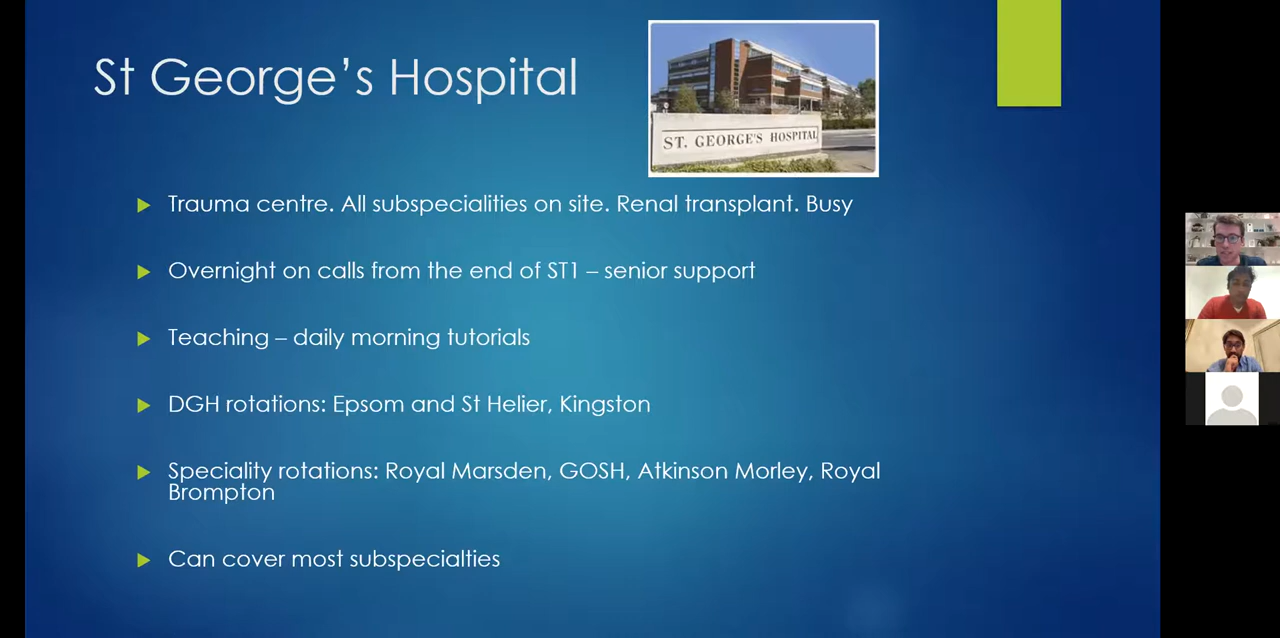 St George’s Hospital
ST. GEORGE'S HOSPITAL
Trauma centre. All subspecialities on site. Renal transplant. Busy
Overnight on calls from the end of ST1 – senior support
Teaching – daily morning tutorials
DGH rotations: Epsom and St Helier, Kingston
Speciality rotations: Royal Marsden, GOSH, Atkinson Morley, Royal
Brompton
Can cover most subspecialties